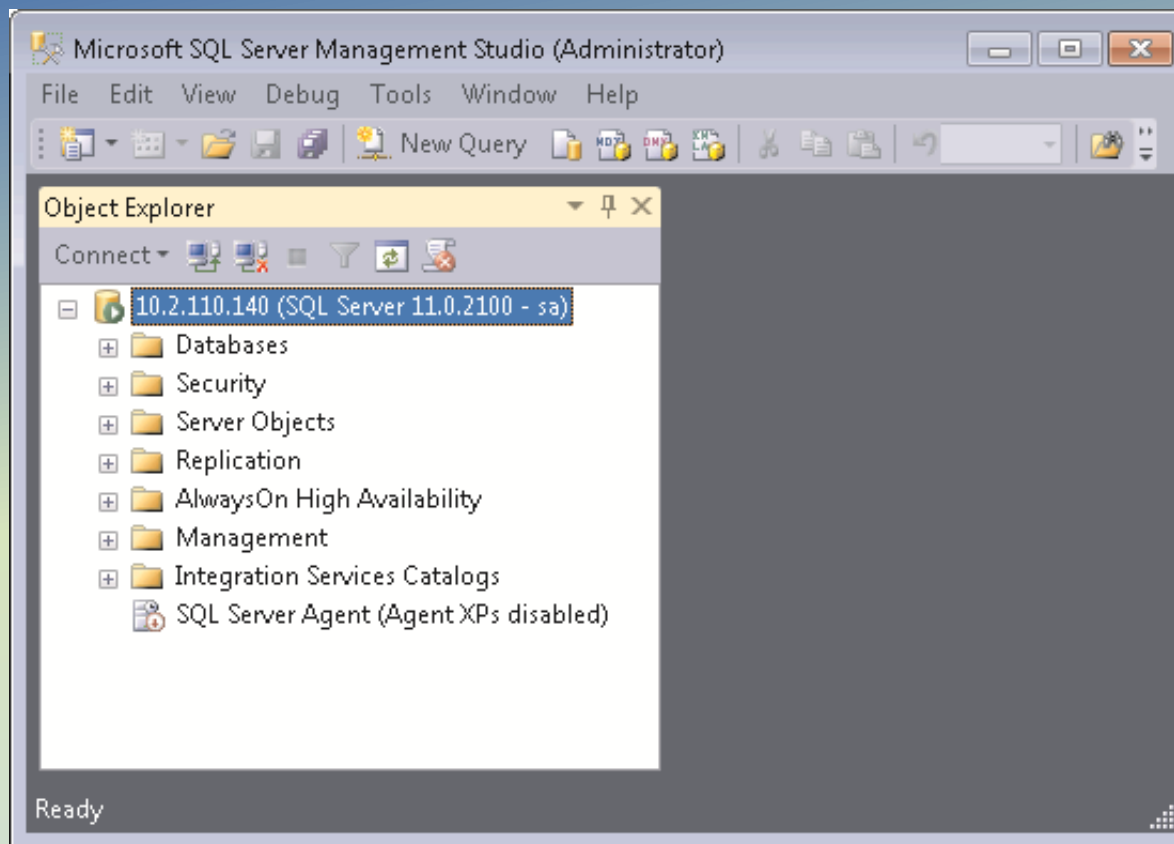 Microsoft SQL Server Management Studio (Administrator)
File Edit View Debug Tools Window Help
New Query
Object Explorer
Connect
10.2.110.140 (SQL Server 11.0.2100 - sa)
Databases
Security
Server Objects
Replication
AlwaysOn High Availability
Management
Integration Services Catalogs
SQL Server Agent (Agent XPs disabled)
Ready